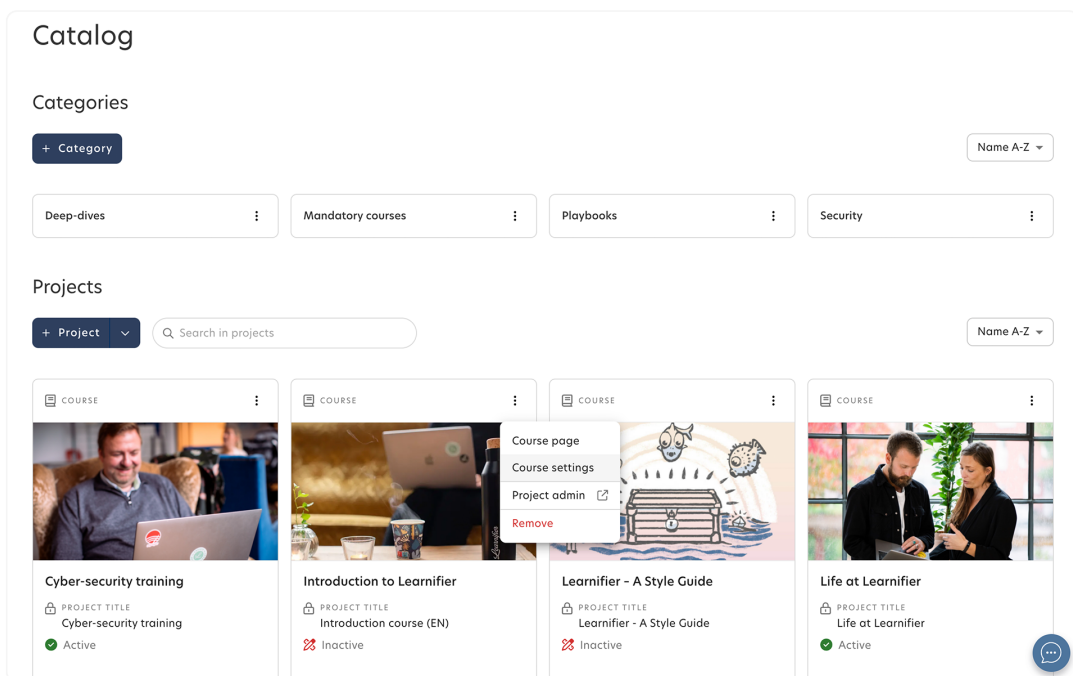 Catalog
Categories
+ Category
Name A-Z
Deep-dives
Mandatory courses
Playbooks
Security
Projects
+ Project
Search in projects
Name A-Z
COURSE
COURSE
COURSE
COURSE
Course page
Course settings
Project admin
Remove
Learnifier
Cyber-security training
Introduction to Learnifier
Learnifier – A Style Guide
Life at Learnifier
PROJECT TITLE
PROJECT TITLE
PROJECT TITLE
PROJECT TITLE
Cyber-security training
Introduction course (EN)
Learnifier - A Style Guide
Life at Learnifier
Active
Inactive
Inactive
Active